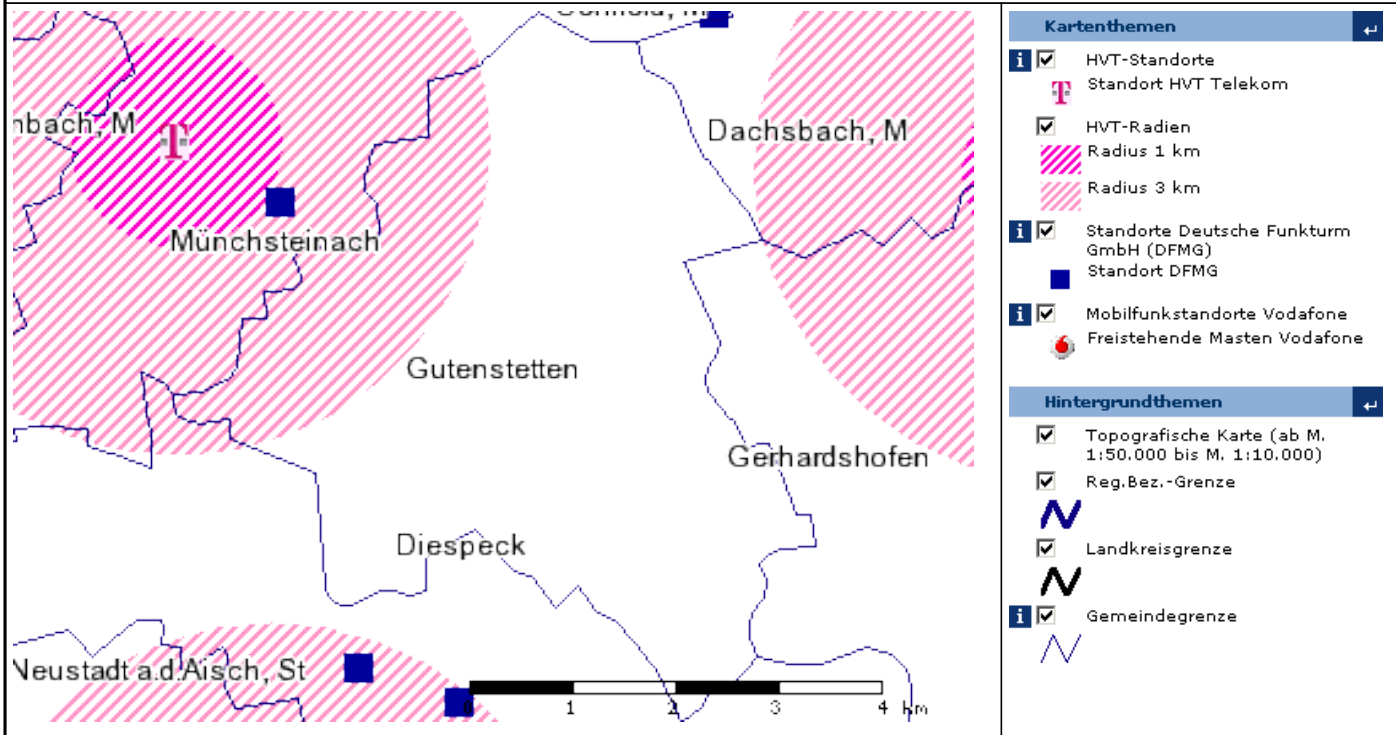 nbach, M
Dachsbach, M
Münchsteinach
Gutenstetten
Gerhardshofen
Diespeck
Neustadt a.d.Aisch, St
0 1 2 3 4 km
Kartenthemen
i HVT-Standorte
T Standort HVT Telekom
HVT-Radien
Radius 1 km
Radius 3 km
i Standorte Deutsche Funkturm
GmbH (DFMG)
Standort DFMG
i Mobilfunkstandorte Vodafone
Freistehende Masten Vodafone
Hintergrundthemen
Topografische Karte (ab M.
1:50.000 bis M. 1:10.000)
Reg.Bez.-Grenze
Landkreisgrenze
i Gemeindegrenze